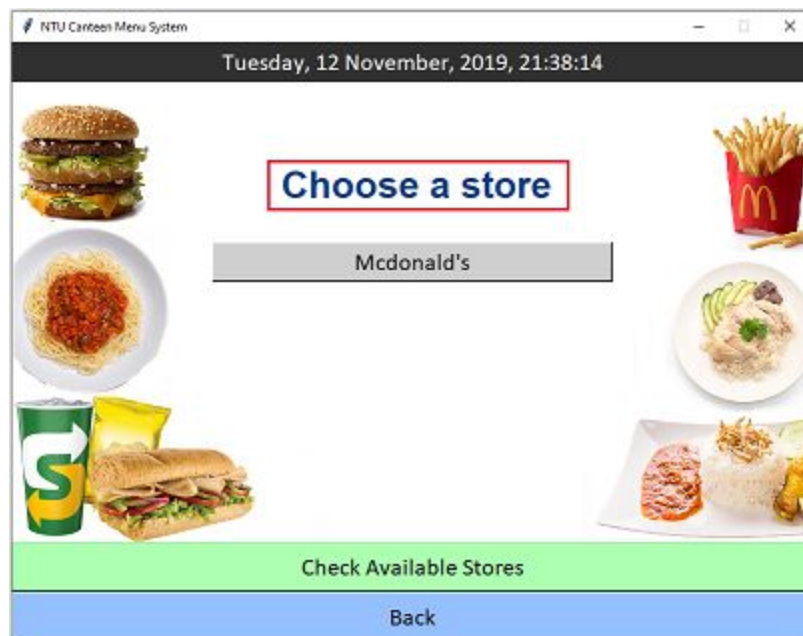 NTU Canteen Menu System
Tuesday, 12 November, 2019, 21:38:14
Choose a store
Mcdonald's
Check Available Stores
Back